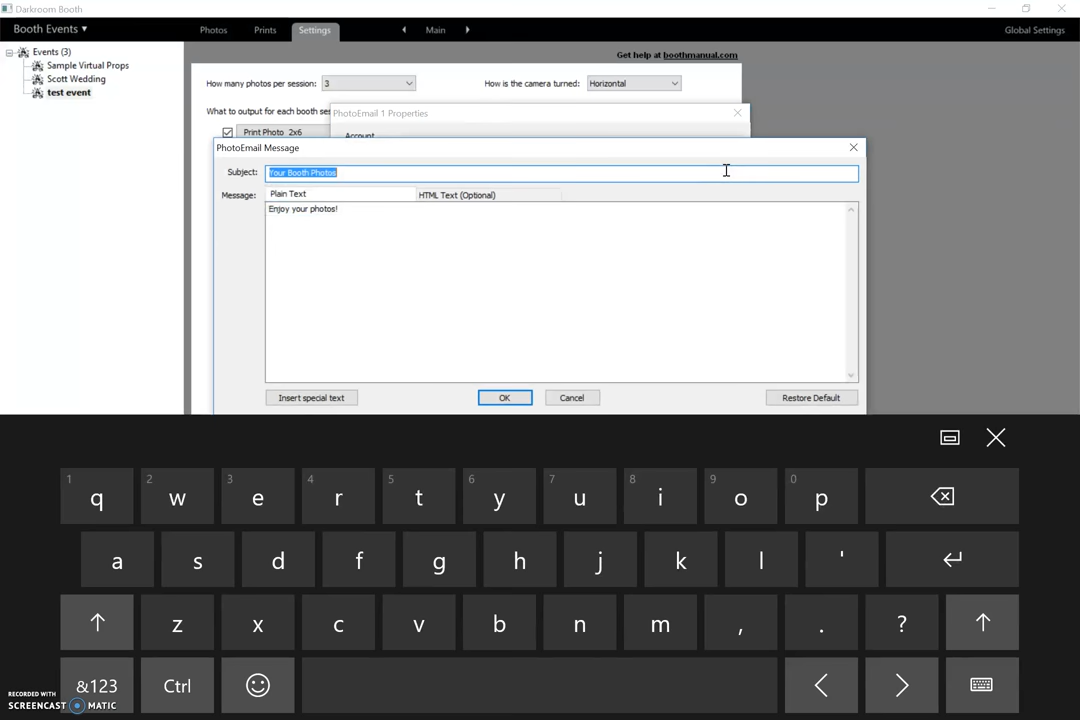 Darkroom Booth
Booth Events ▾
Photos
Prints
Settings
Main
Global Settings
Events (3)
Sample Virtual Props
Scott Wedding
test event
Get help at boothmanual.com
How many photos per session:
3
How is the camera turned:
Horizontal
What to output for each booth ses
Print Photo 2x6
PhotoEmail 1 Properties
Account
PhotoEmail Message
Subject:
Your Booth Photos
Message:
Plain Text
HTML Text (Optional)
Enjoy your photos!
Insert special text
OK
Cancel
Restore Default
1 2 3 4 5 6 7 8 9 0
q w e r t y u i o p
a s d f g h j k l '
z x c v b n m , . ?
&123
Ctrl
RECORDED WITH
SCREENCAST MATIC